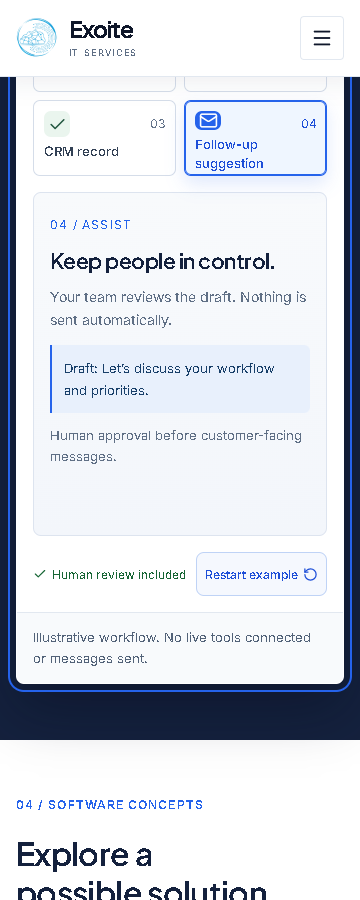 Exoite
IT SERVICES
03
CRM record
04
Follow-up
suggestion
04 / ASSIST
Keep people in control.
Your team reviews the draft. Nothing is
sent automatically.
Draft: Let's discuss your workflow
and priorities.
Human approval before customer-facing
messages.
Human review included
Restart example
Illustrative workflow. No live tools connected
or messages sent.
04 / SOFTWARE CONCEPTS
Explore a
possible solution